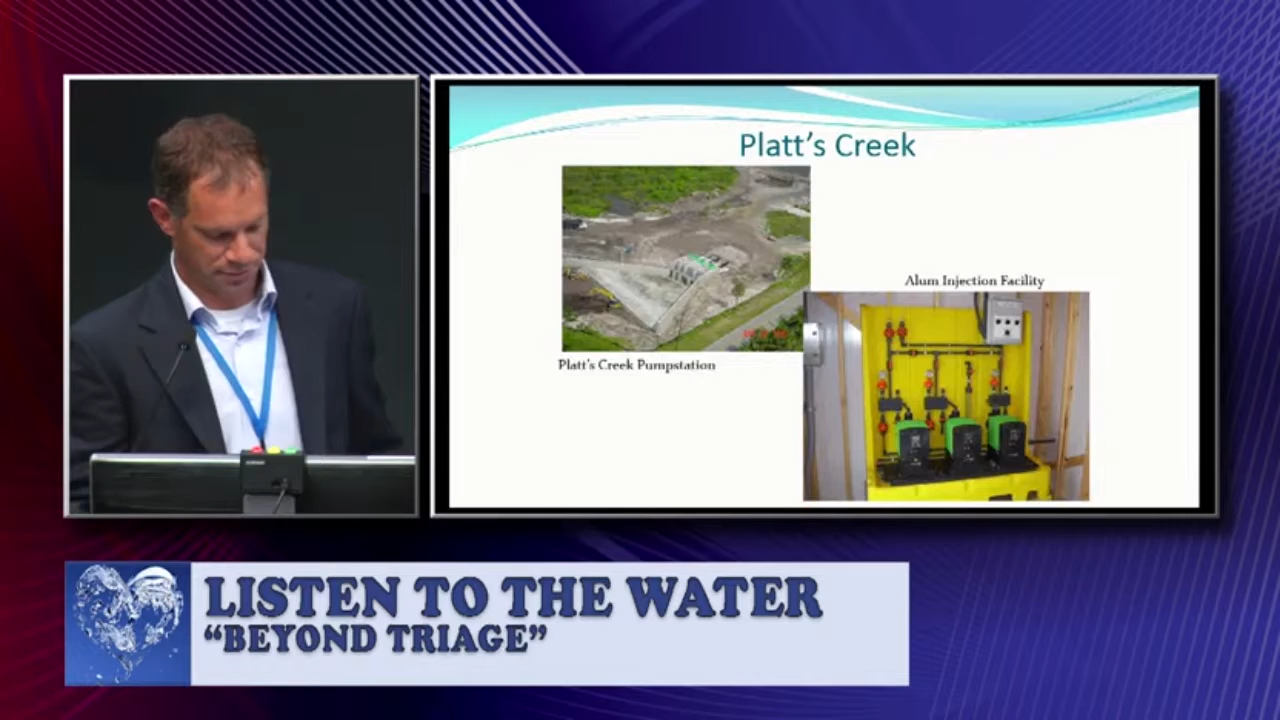 Platt's Creek
Alum Injection Facility
Platt's Creek Pumpstation
LISTEN TO THE WATER
“BEYOND TRIAGE”